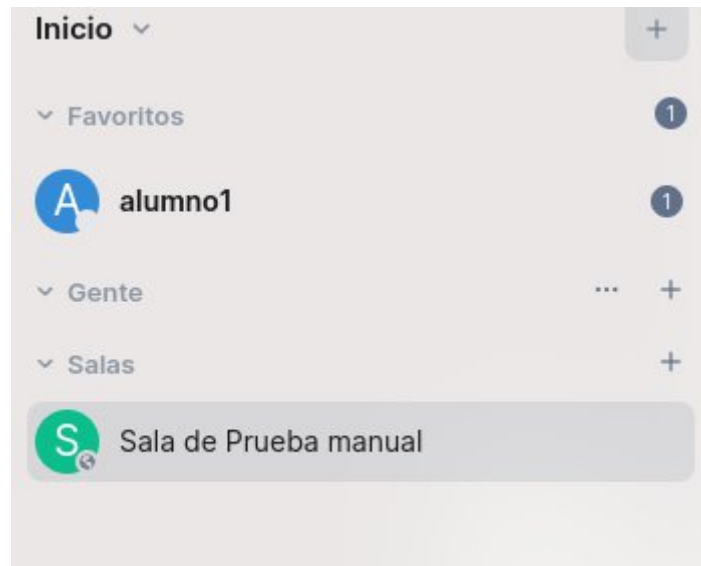 Inicio
Favoritos 1
A alumno1 1
Gente ... +
Salas +
S Sala de Prueba manual